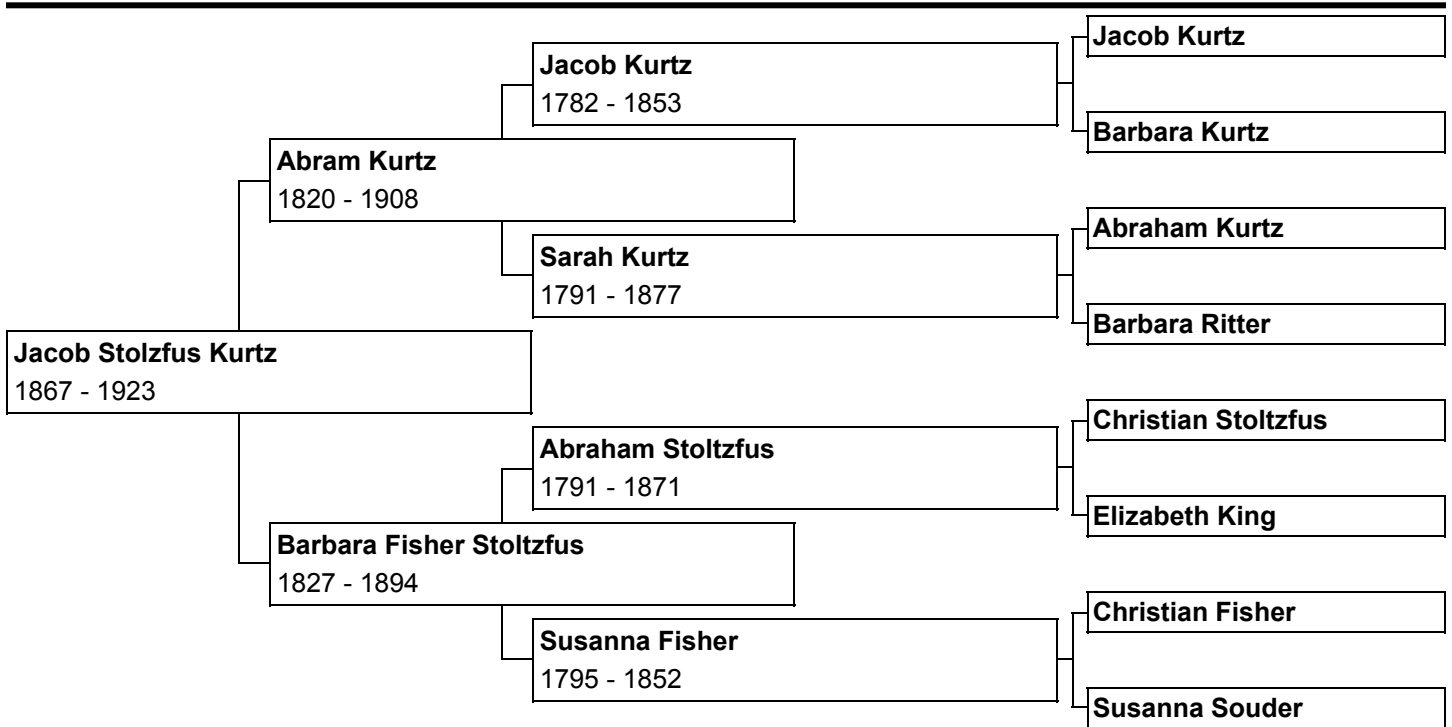 Jacob Kurtz
Jacob Kurtz
1782 - 1853
Barbara Kurtz
Abram Kurtz
1820 - 1908
Abraham Kurtz
Sarah Kurtz
1791 - 1877
Barbara Ritter
Jacob Stolzfus Kurtz
1867 - 1923
Christian Stoltzfus
Abraham Stoltzfus
1791 - 1871
Elizabeth King
Barbara Fisher Stoltzfus
1827 - 1894
Christian Fisher
Susanna Fisher
1795 - 1852
Susanna Souder